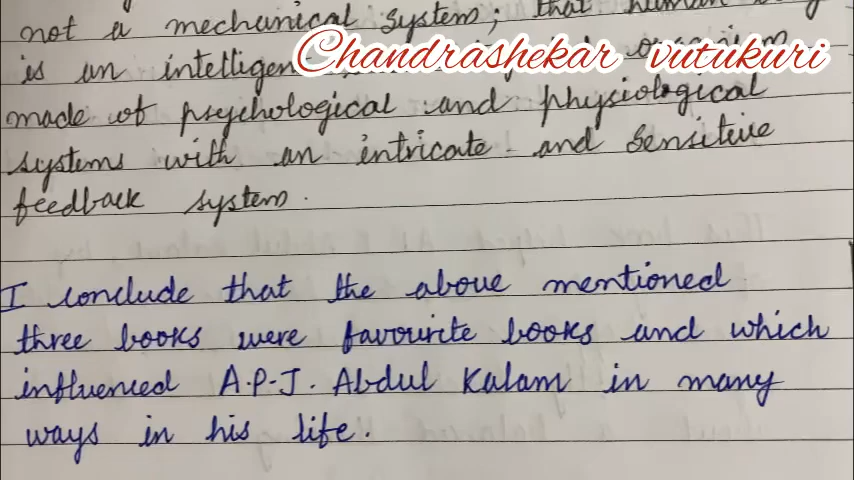 not a mechanical system; that human
is an intelligent organism
Chandrashekar vutukuri
made of psychological and physiological
systems with an intricate and sensitive
feedback system.
I conclude that the above mentioned
three books were favourite books and which
influenced A.P.J. Abdul Kalam in many
ways in his life.